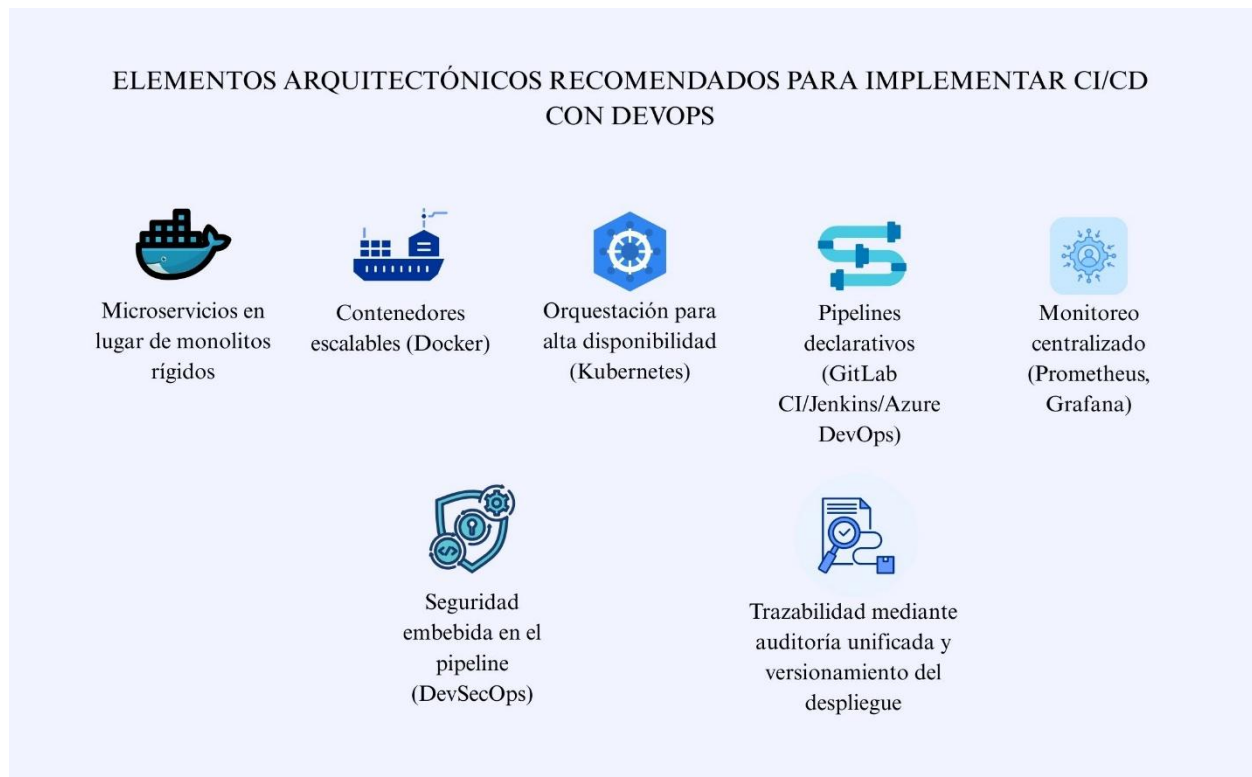 ELEMENTOS ARQUITECTÓNICOS RECOMENDADOS PARA IMPLEMENTAR CI/CD
CON DEVOPS
Microservicios en
lugar de monolitos
rígidos
Contenedores
escalables (Docker)
Orquestación para
alta disponibilidad
(Kubernetes)
Pipelines
declarativos
(GitLab
CI/Jenkins/Azure
DevOps)
Monitoreo
centralizado
(Prometheus,
Grafana)
Seguridad
embebida en el
pipeline
(DevSecOps)
Trazabilidad mediante
auditoría unificada y
versionamiento del
despliegue